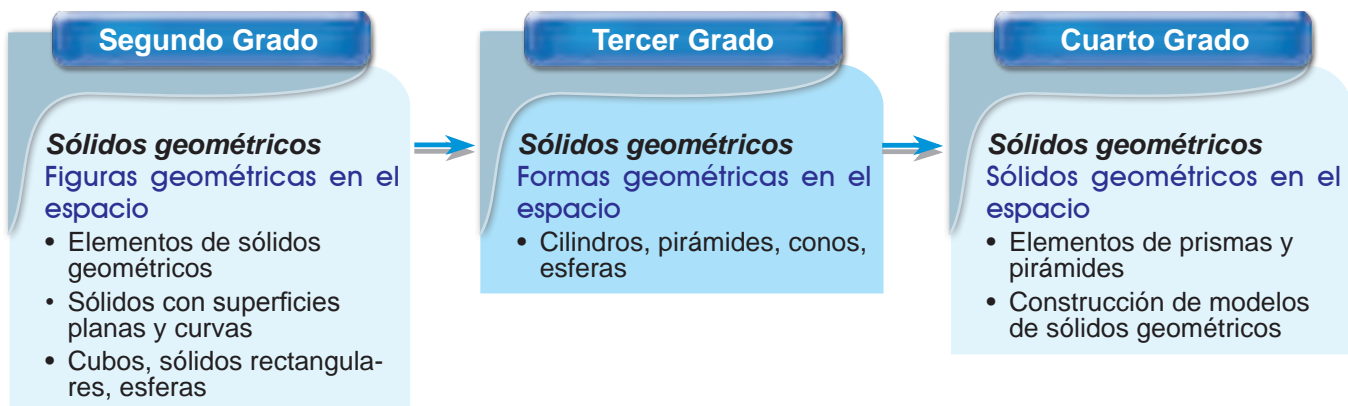 Segundo Grado
Sólidos geométricos
Figuras geométricas en el
espacio
• Elementos de sólidos
geométricos
• Sólidos con superficies
planas y curvas
• Cubos, sólidos rectangula-
res, esferas
Tercer Grado
Sólidos geométricos
Formas geométricas en el
espacio
• Cilindros, pirámides, conos,
esferas
Cuarto Grado
Sólidos geométricos
Sólidos geométricos en el
espacio
• Elementos de prismas y
pirámides
• Construcción de modelos
de sólidos geométricos